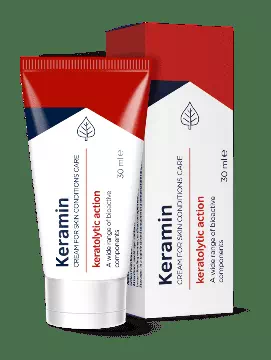 Keramin
CREAM FOR SKIN CONDITIONS CARE
keratolytic action
A wide range of bioactive
components
30 ml e
Keramin
CREAM FOR SKIN CONDITIONS CARE
keratolytic action
A wide range of bioactive
components
30 ml e